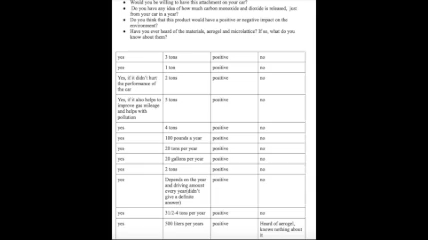 Would you be willing to have this attachment on your car?
Do you have any idea of how much carbon monoxide and dioxide is released, just
from your car in a year?
Do you think that this product would have a positive or negative impact on the
environment?
Have you ever heard of the materials, aerogel and microlattice? If so, what do you
know about them?
yes 3 tons positive no
yes 1 ton positive no
Yes, if it didn't hurt
the performance of
the car
2 tons positive no
Yes, if it also helps to
improve gas mileage
and helps with
pollution
5 tons positive no
yes 4 tons positive no
yes 100 pounds a year positive no
yes 20 tons per year positive no
yes 20 gallons per year positive no
yes 2 tons positive no
yes Depends on the year
and driving amount
every year(didn't
give a definite
answer)
positive no
yes 3 1/2-4 tons per year positive no
yes 500 liters per years positive Heard of aerogel,
knows nothing about
it